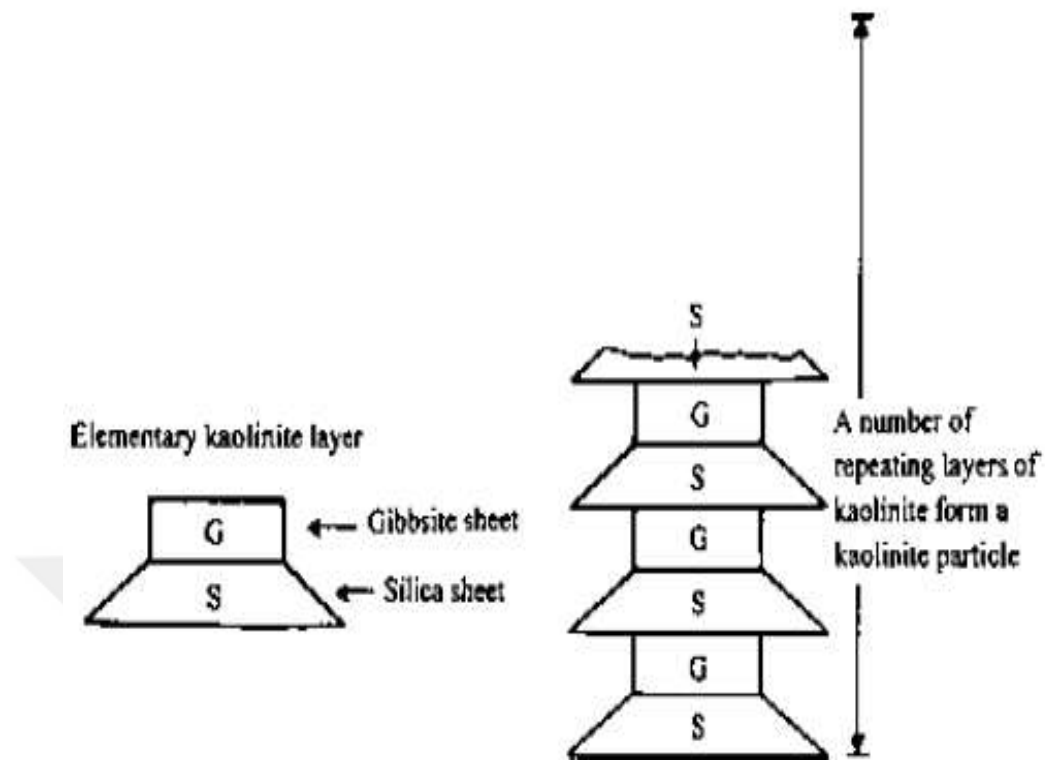 Elementary kaolinite layer
G
Gibbsite sheet
S
Silica sheet
S
G
S
G
S
G
S
A number of
repeating layers of
kaolinite form a
kaolinite particle